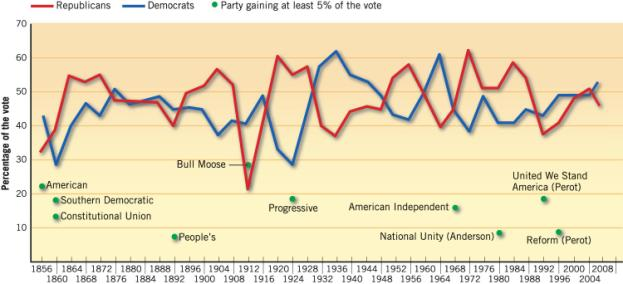 Republicans Democrats Party gaining at least 5% of the vote
70
60
50
40
30
20
10
Percentage of the vote
Bull Moose
American
Southern Democratic
Constitutional Union
People's
Progressive
American Independent
National Unity (Anderson)
United We Stand
America (Perot)
Reform (Perot)
1856 1864 1872 1880 1888 1896 1904 1912 1920 1928 1936 1944 1952 1960 1968 1976 1984 1992 2000 2008
1860 1868 1876 1884 1892 1900 1908 1916 1924 1932 1940 1948 1956 1964 1972 1980 1988 1996 2004